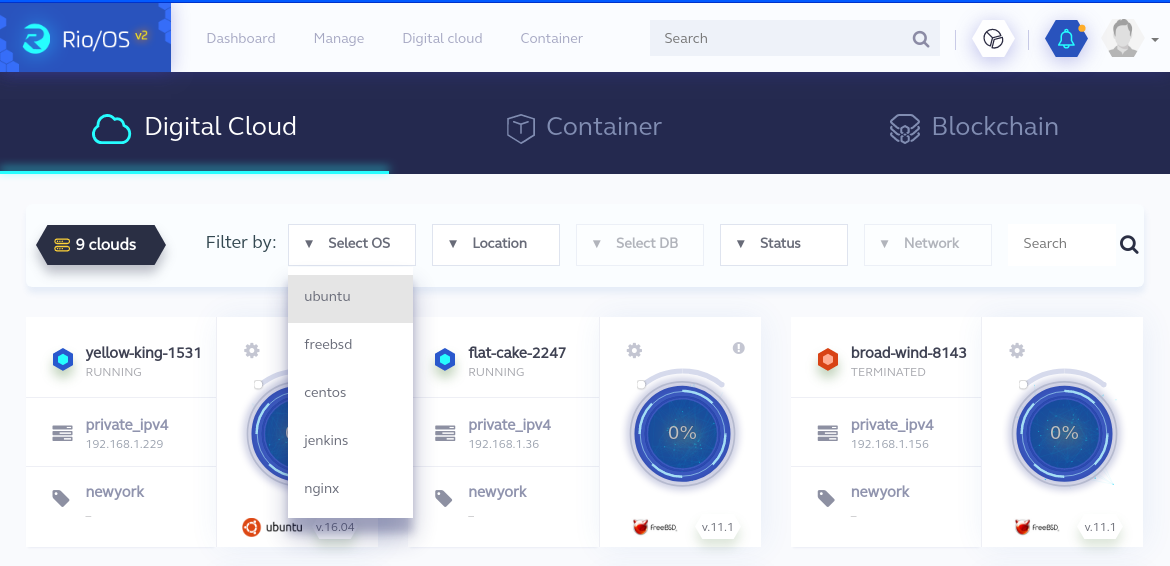 Rio/OS v2
Dashboard
Manage
Digital cloud
Container
Search
Digital Cloud
Container
Blockchain
9 clouds
Filter by:
▼ Select OS
▼ Location
▼ Select DB
▼ Status
▼ Network
Search
ubuntu
freebsd
centos
jenkins
nginx
yellow-king-1531
RUNNING
private_ipv4
192.168.1.229
newyork
_
ubuntu
v.16.04
flat-cake-2247
RUNNING
private_ipv4
192.168.1.36
newyork
_
0%
FreeBSD
v.11.1
broad-wind-8143
TERMINATED
private_ipv4
192.168.1.156
newyork
_
0%
FreeBSD
v.11.1